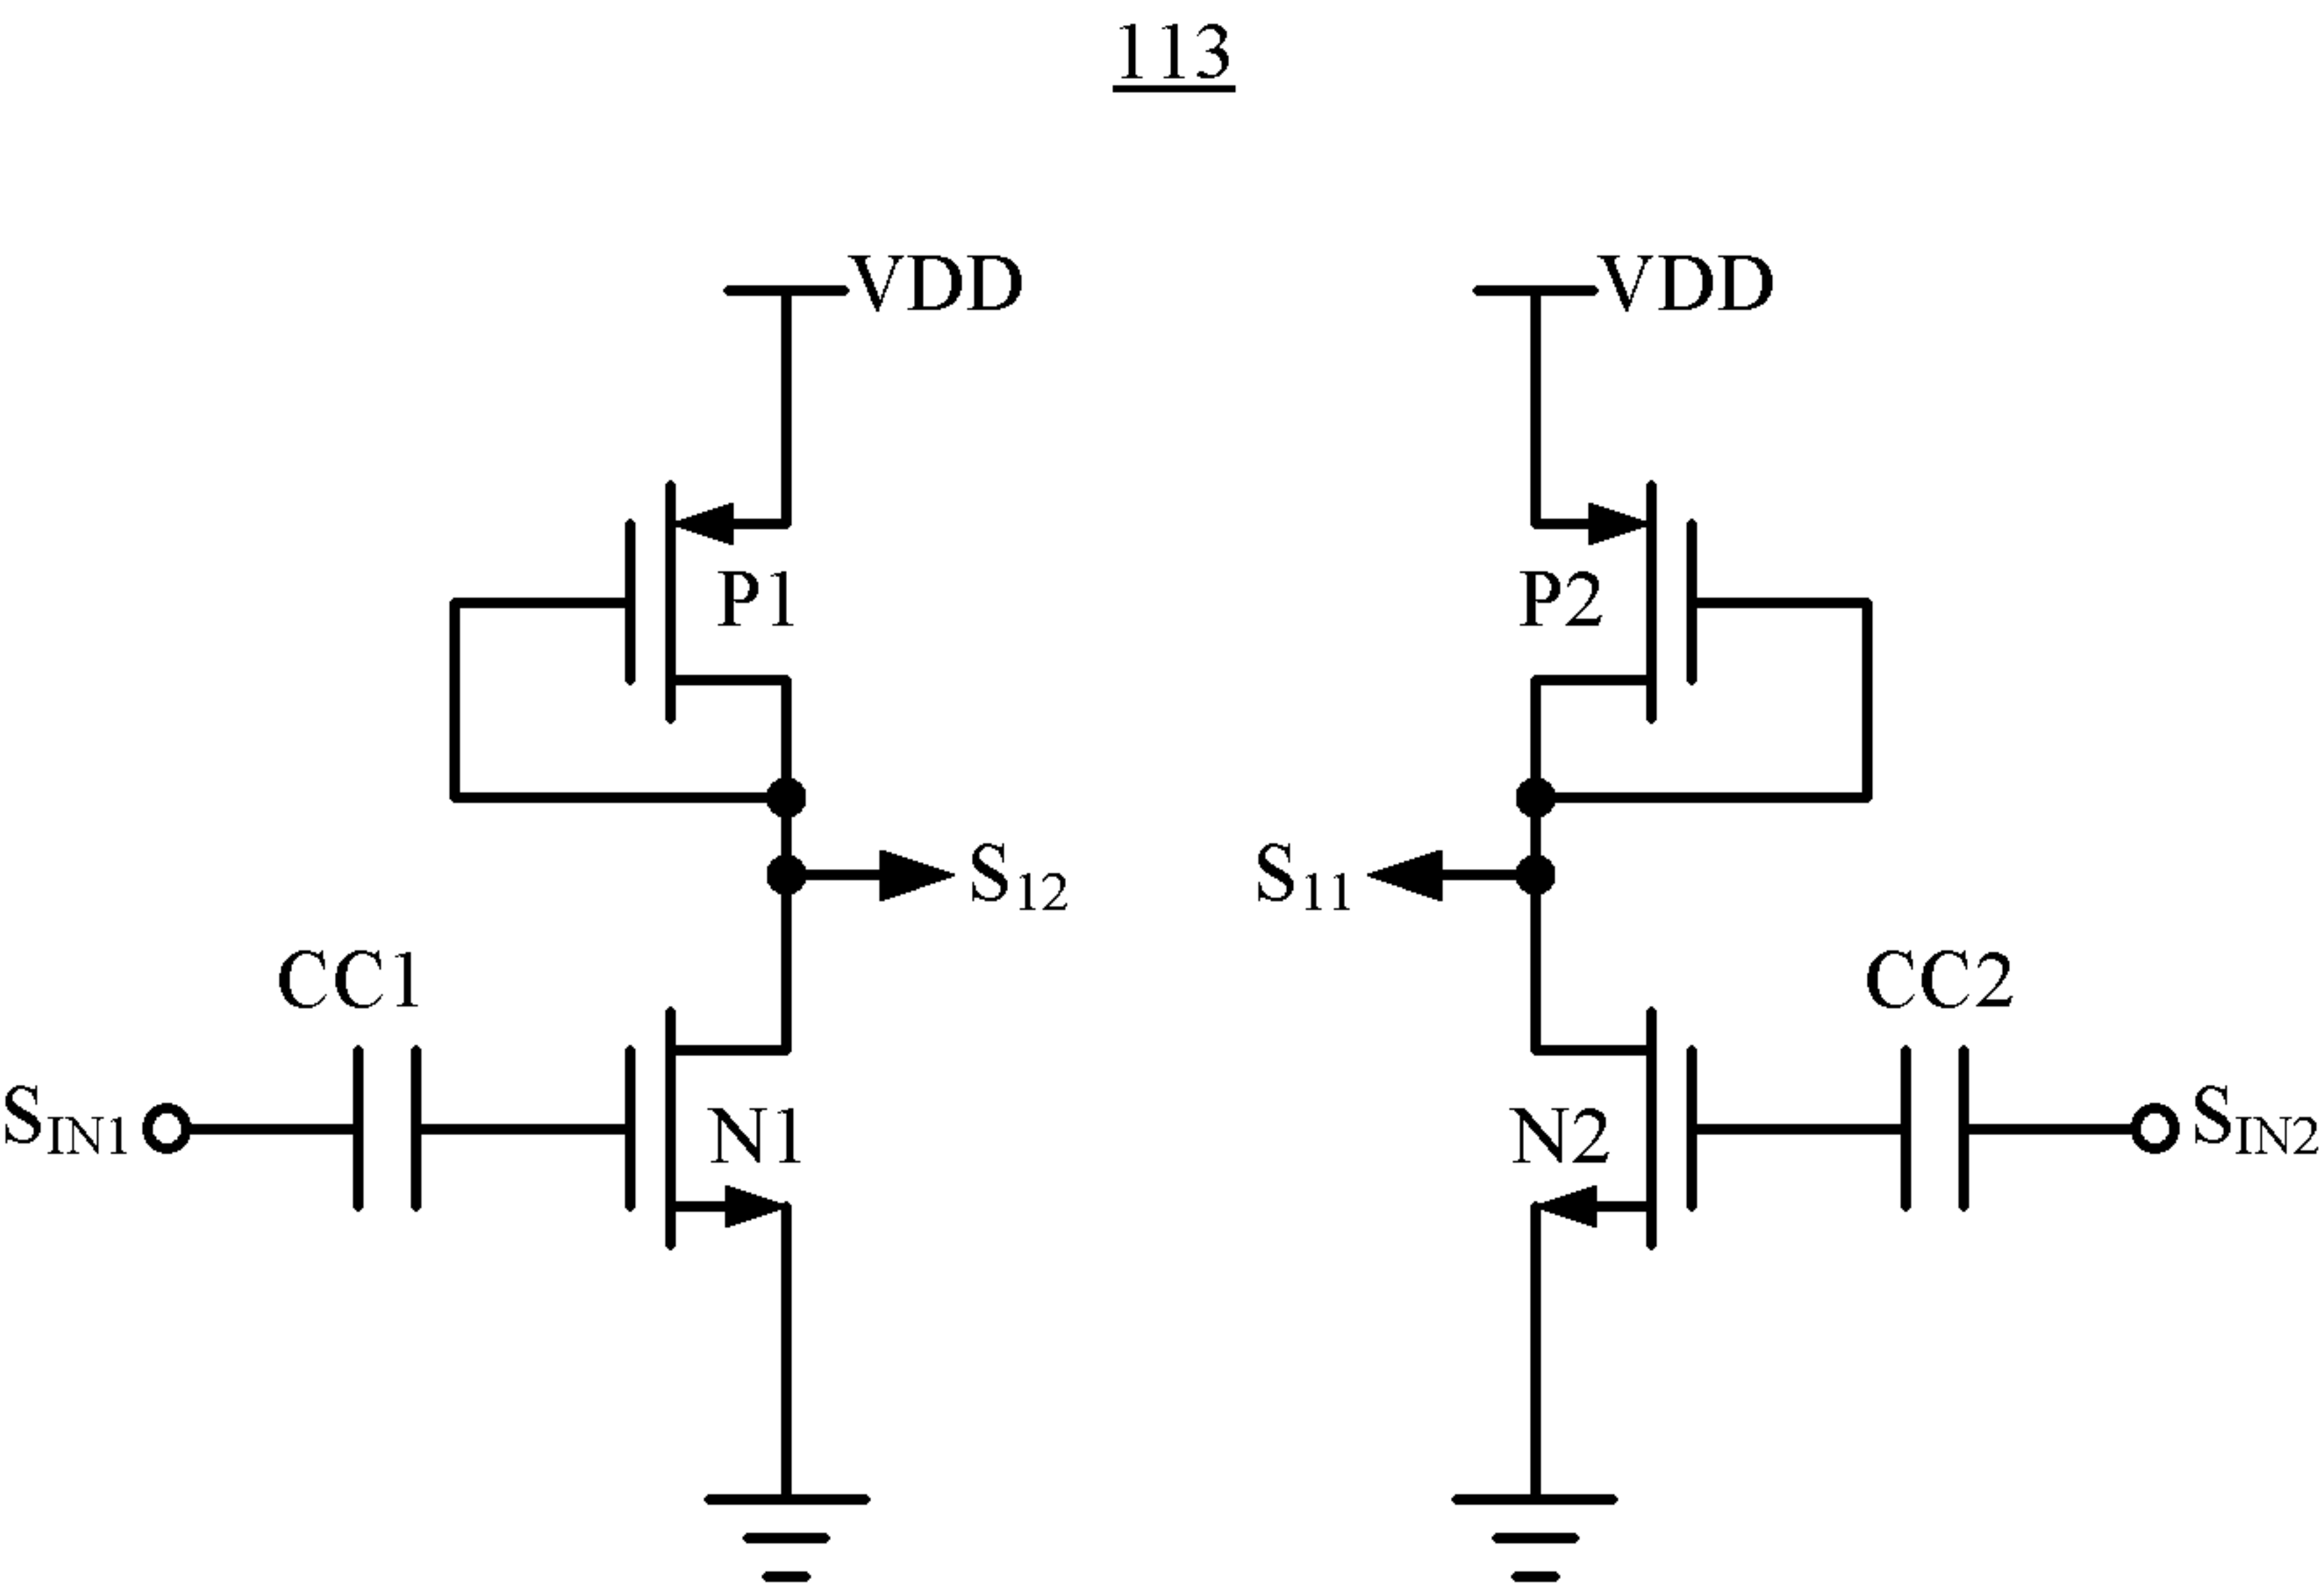 113
VDD VDD
P1 P2
S12 S11
CC1 CC2
SIN1 N1 N2 SIN2